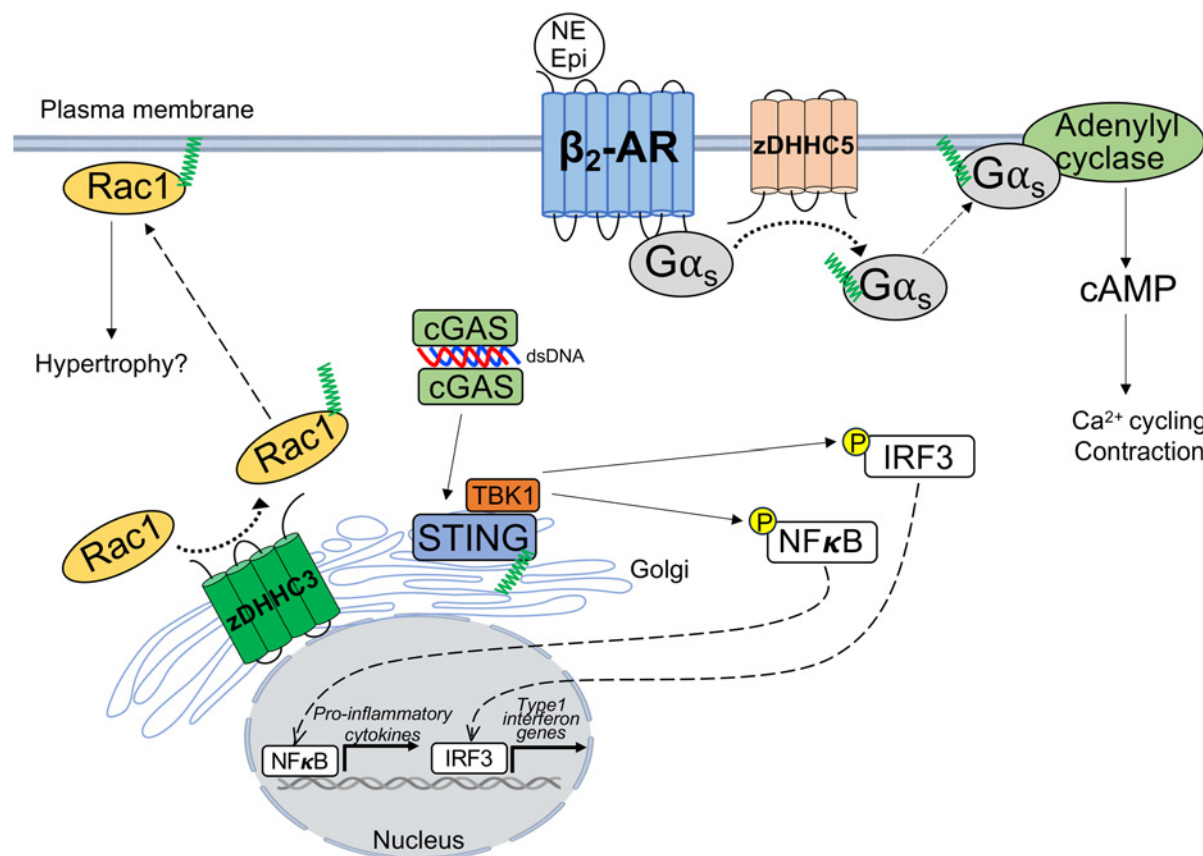 NE
Epi
Plasma membrane
β₂-AR
zDHHC5
Adenylyl
cyclase
Rac1
Gαₛ
Gαₛ
Gαₛ
cAMP
Hypertrophy?
cGAS
dsDNA
cGAS
Ca²⁺ cycling
Contraction
Rac1
P
IRF3
TBK1
Rac1
STING
P
NFκB
Golgi
zDHHC3
Pro-inflammatory
cytokines
Type1
interferon
genes
NFκB
IRF3
Nucleus